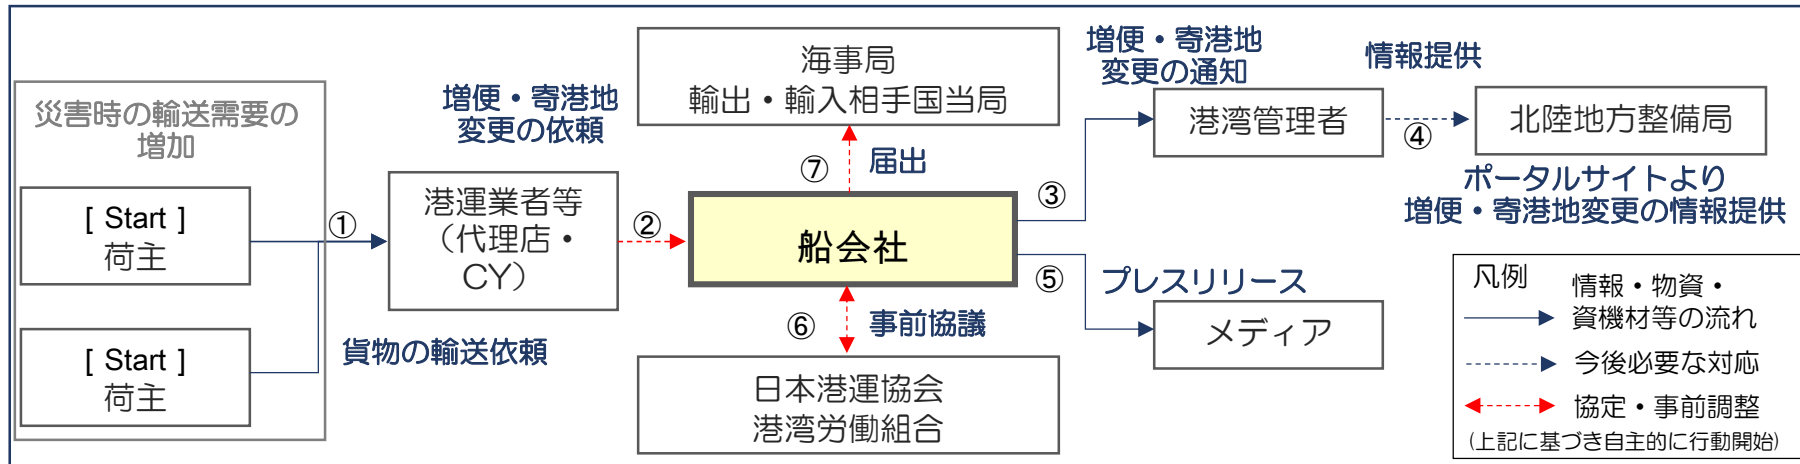 災害時の輸送需要の
増加
[ Start ]
荷主
[ Start ]
荷主
①
貨物の輸送依頼
港運業者等
（代理店・
CY）
増便・寄港地
変更の依頼
②
海事局
輸出・輸入相手国当局
⑦
届出
船会社
⑥
事前協議
日本港運協会
港湾労働組合
③
増便・寄港地
変更の通知
港湾管理者
④
情報提供
北陸地方整備局
ポータルサイトより
増便・寄港地変更の情報提供
⑤
プレスリリース
メディア
凡例
情報・物資・
資機材等の流れ
今後必要な対応
協定・事前調整
(上記に基づき自主的に行動開始)